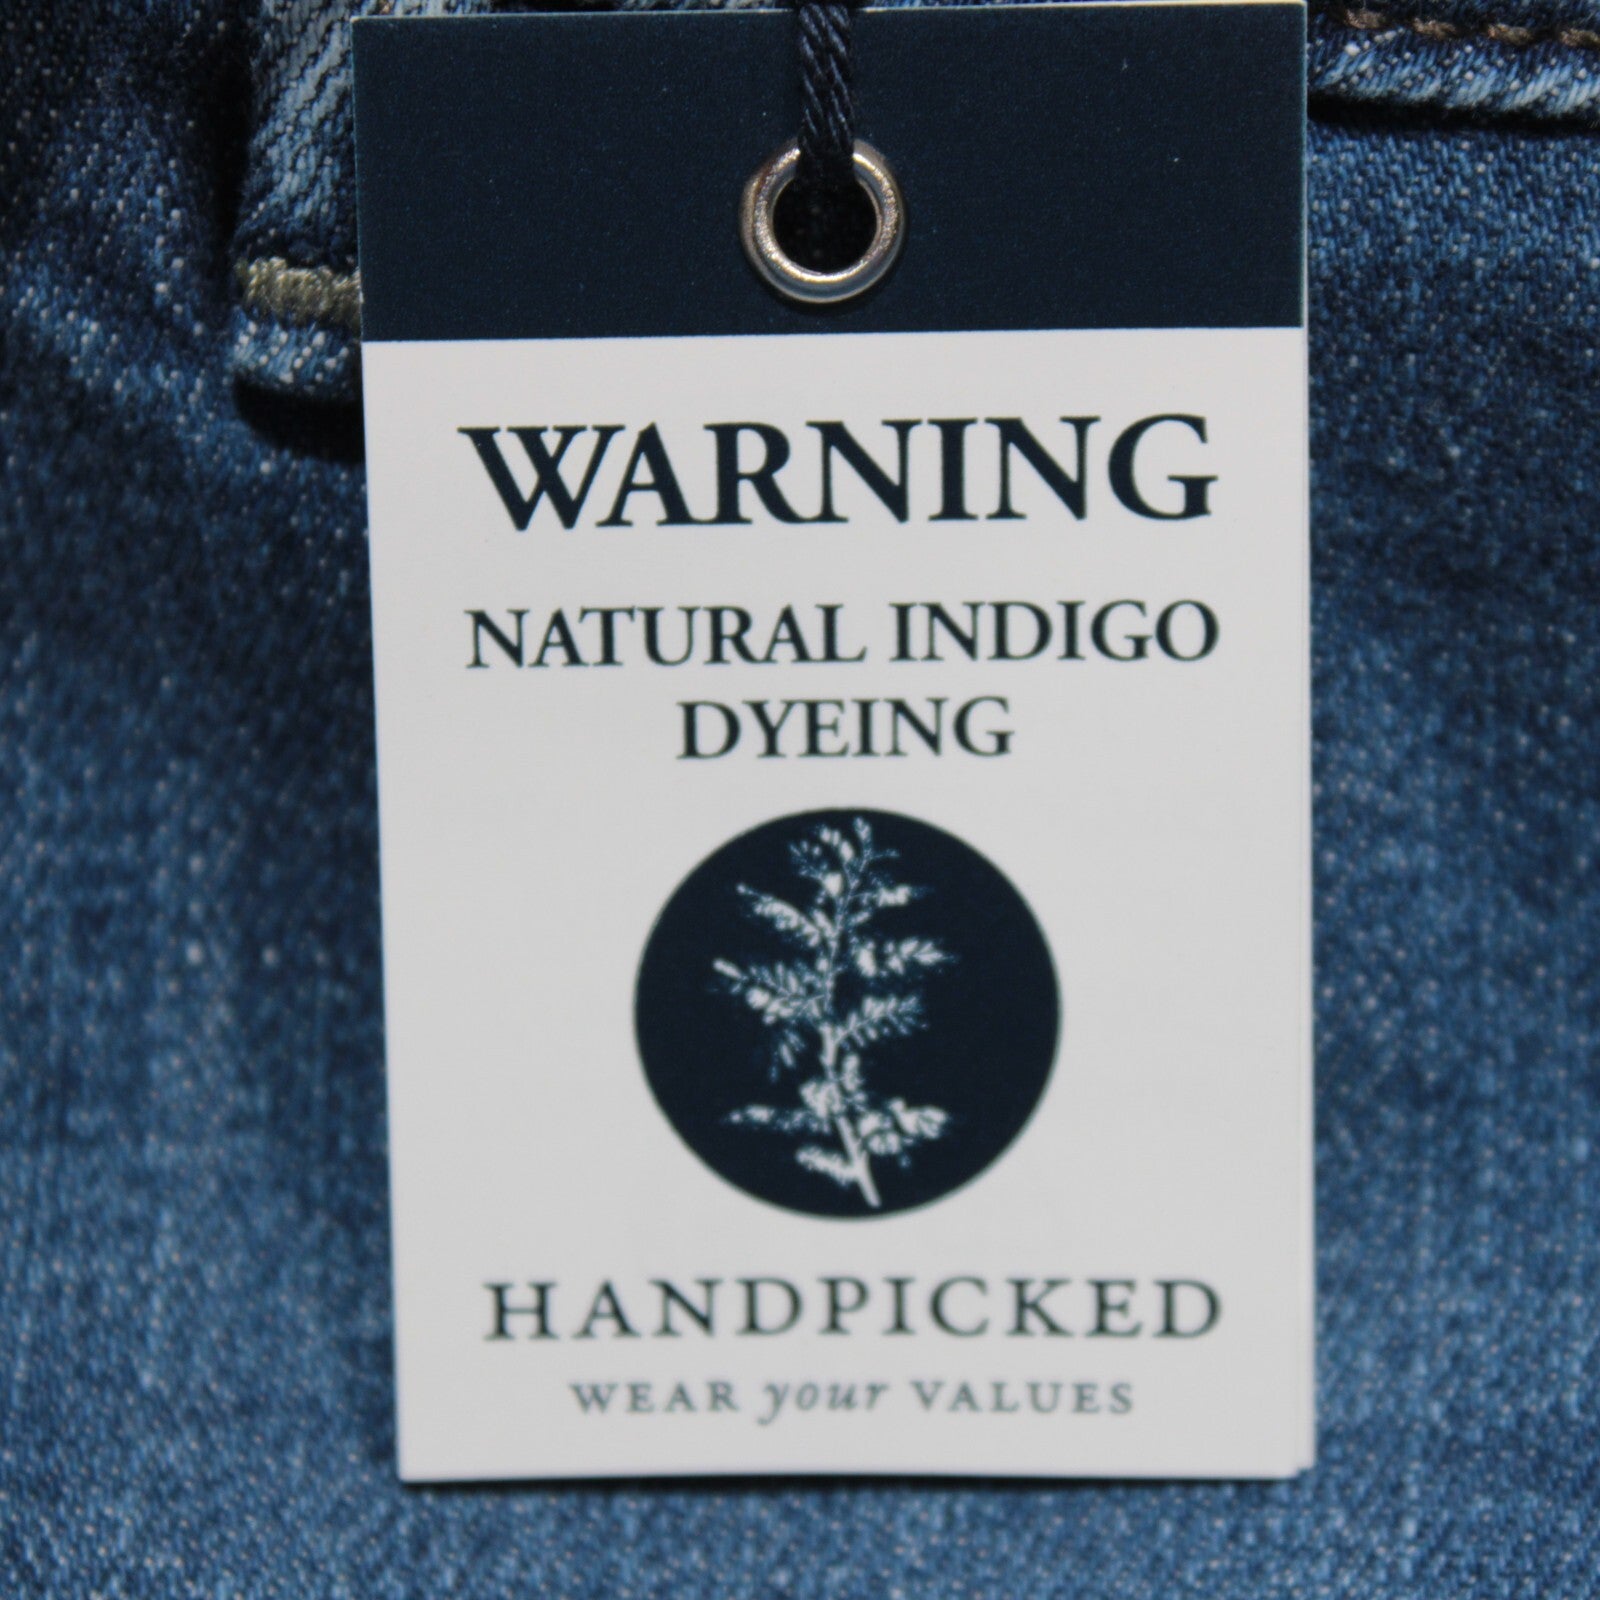 WARNING
NATURAL INDIGO
DYEING
HANDPICKED
WEAR your VALUES